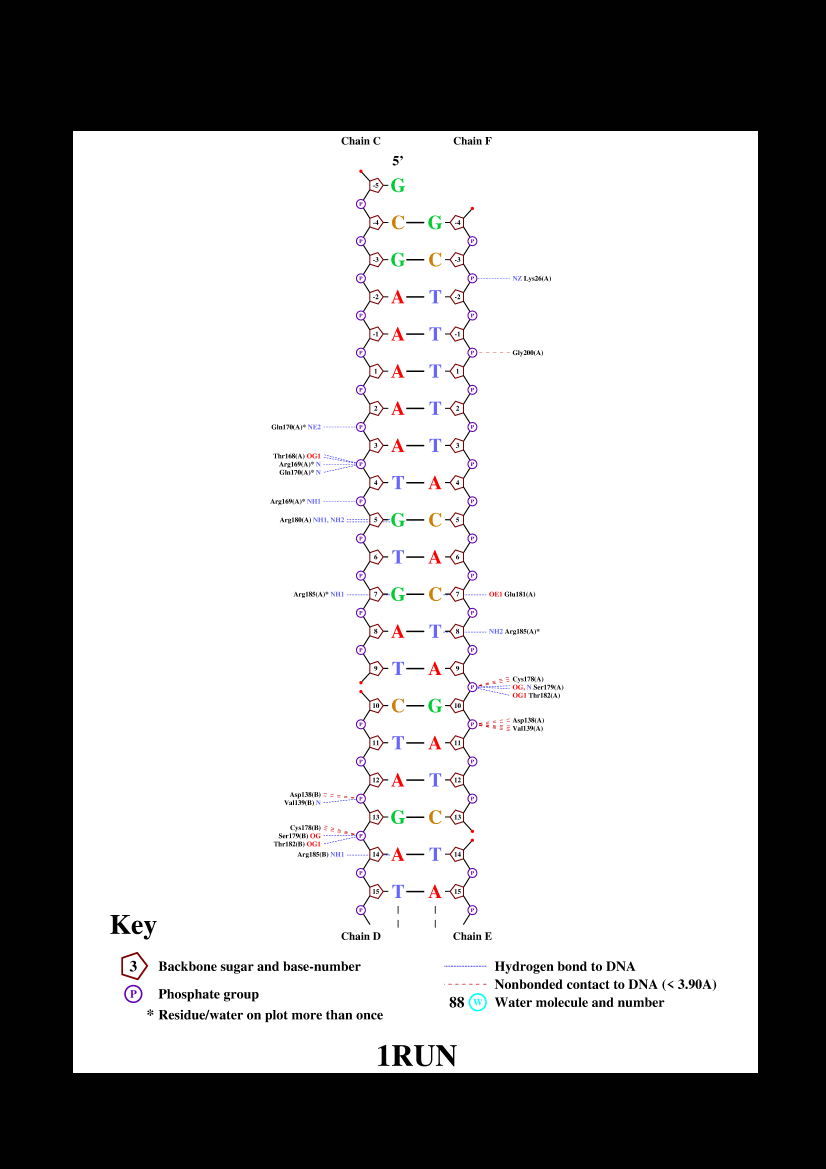 Chain C Chain F
5’
-5 G
P
-4 C G -4
P P
-3 G C -3
P P NZ Lys26(A)
-2 A T -2
P P
-1 A T -1
P P Gly200(A)
1 A T 1
P P
2 A T 2
Gln170(A)* NE2 P P
3 A T 3
Thr168(A) OG1
Arg169(A)* N P P
Gln170(A)* N
4 T A 4
Arg169(A)* NH1 P P
Arg180(A) NH1, NH2 5 G C 5
P P
6 T A 6
P P
Arg185(A)* NH1 7 G C 7 OE1 Glu181(A)
P P
8 A T 8 NH2 Arg185(A)*
P P
9 T A 9
Cys178(A)
P OG, N Ser179(A)
OG1 Thr182(A)
10 C G 10
Asp138(A)
P P
Val139(A)
11 T A 11
P P
12 A T 12
Asp138(B)
P P
Val139(B) N
13 G C 13
Cys178(B)
Ser179(B) OG P
Thr182(B) OG1
Arg185(B) NH1 14 A T 14
P P
15 T A 15
P P
Chain D Chain E
Key
3 Backbone sugar and base-number
P Phosphate group
* Residue/water on plot more than once
Hydrogen bond to DNA
Nonbonded contact to DNA (< 3.90A)
88 W Water molecule and number
1RUN